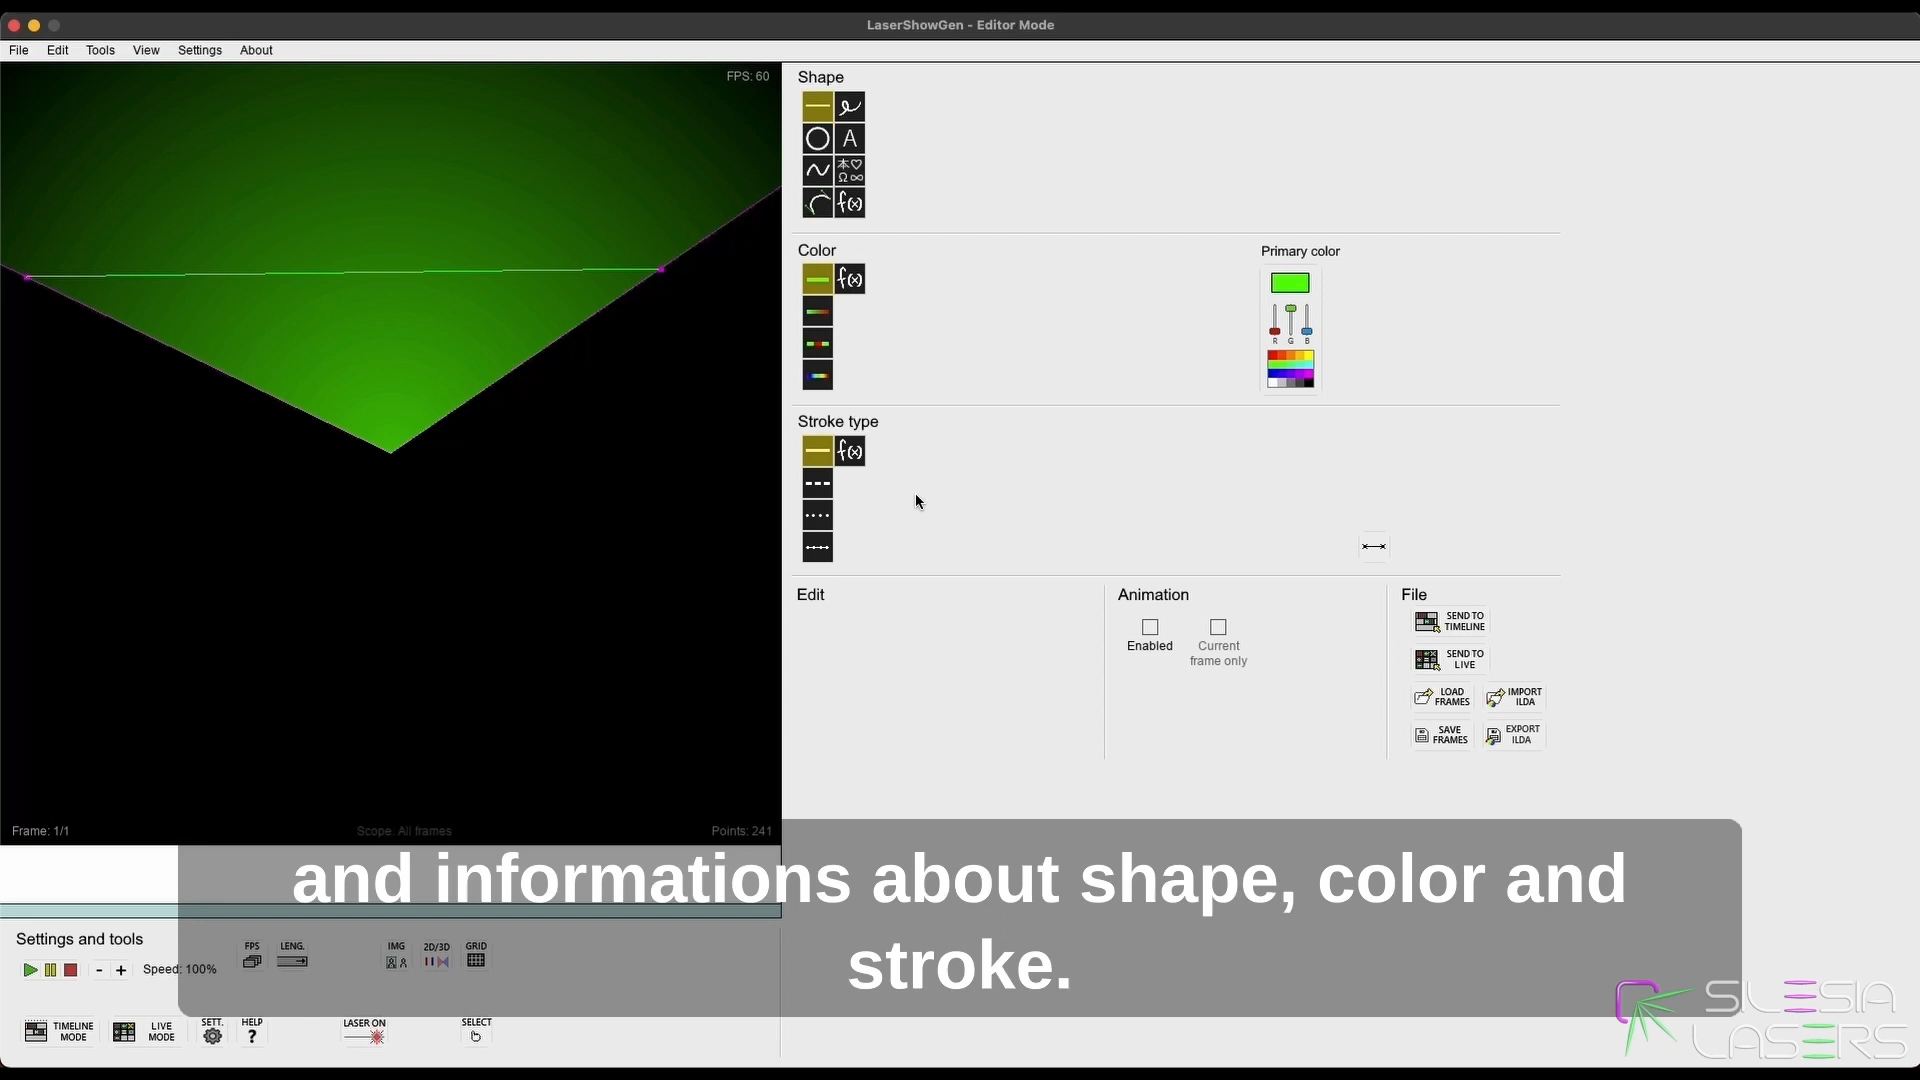 LaserShowGen - Editor Mode
File Edit Tools View Settings About
FPS: 60
Shape
A
本♡
Ω∞
f(x)
Color
Primary color
f(x)
R G B
Stroke type
f(x)
Edit
Animation
File
Enabled
Current
frame only
SEND TO
TIMELINE
SEND TO
LIVE
LOAD
FRAMES
IMPORT
ILDA
SAVE
FRAMES
EXPORT
ILDA
Frame: 1/1
Scope: All frames
Points: 241
and informations about shape, color and
stroke.
Settings and tools
- +
Speed: 100%
FPS
LENG.
IMG
2D/3D
GRID
TIMELINE
MODE
LIVE
MODE
SETT.
HELP
?
LASER ON
SELECT
SILESIA
LASERS